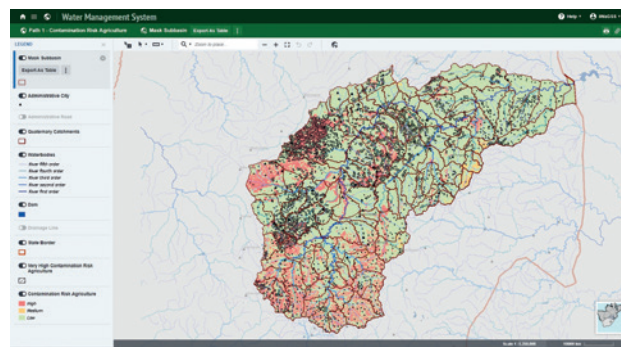 Water Management System
Help
Path 1 : Contamination Risk Agriculture
Mask Subbasin
Export As Table
LEGEND
Zoom to place...
Mask Subbasin
Export As Table
Administrative City
Administrative Road
Quaternary Catchments
Waterbodies
River fifth order
River fourth order
River third order
River second order
River first order
Dam
Drainage Line
State Border
Very High Contamination Risk
Agriculture
Contamination Risk Agriculture
High
Medium
Low